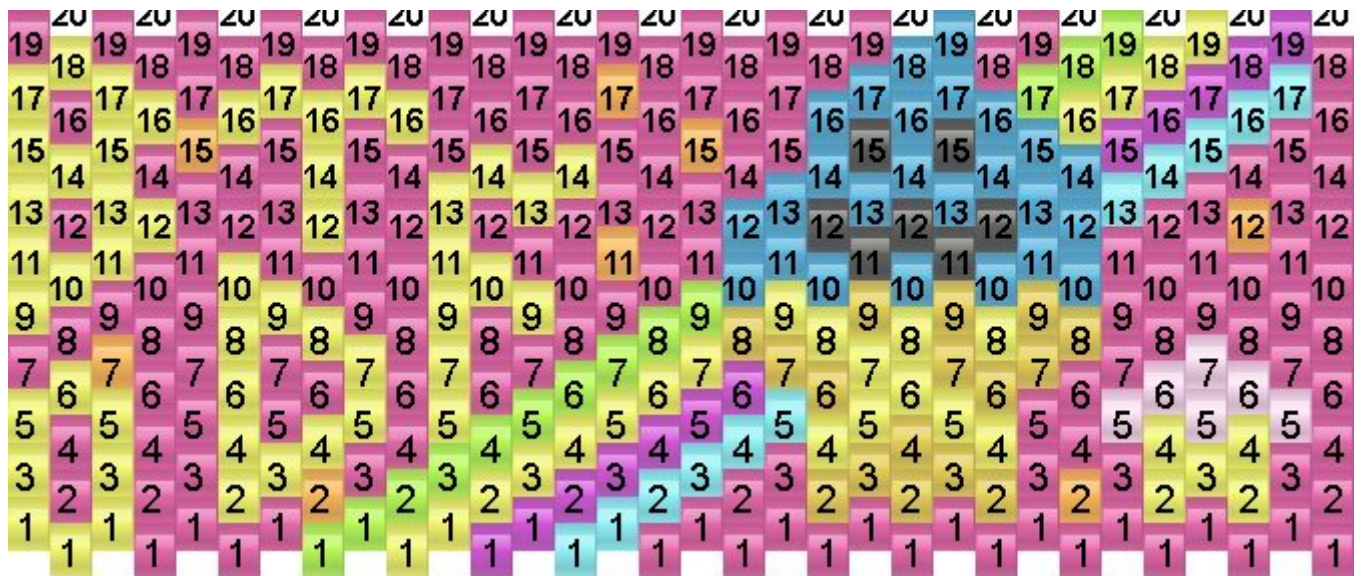 20 20 20 20 20 20 20 20 20 20 20 20 20 20 20 20
19 19 19 19 19 19 19 19 19 19 19 19 19 19 19 19
18 18 18 18 18 18 18 18 18 18 18 18 18 18 18 18
17 17 17 17 17 17 17 17 17 17 17 17 17 17 17 17
16 16 16 16 16 16 16 16 16 16 16 16 16 16 16 16
15 15 15 15 15 15 15 15 15 15 15 15 15 15 15 15
14 14 14 14 14 14 14 14 14 14 14 14 14 14 14 14
13 13 13 13 13 13 13 13 13 13 13 13 13 13 13 13
12 12 12 12 12 12 12 12 12 12 12 12 12 12 12 12
11 11 11 11 11 11 11 11 11 11 11 11 11 11 11 11
10 10 10 10 10 10 10 10 10 10 10 10 10 10 10 10
9 9 9 9 9 9 9 9 9 9 9 9 9 9 9 9
8 8 8 8 8 8 8 8 8 8 8 8 8 8 8 8
7 7 7 7 7 7 7 7 7 7 7 7 7 7 7 7
6 6 6 6 6 6 6 6 6 6 6 6 6 6 6 6
5 5 5 5 5 5 5 5 5 5 5 5 5 5 5 5
4 4 4 4 4 4 4 4 4 4 4 4 4 4 4 4
3 3 3 3 3 3 3 3 3 3 3 3 3 3 3 3
2 2 2 2 2 2 2 2 2 2 2 2 2 2 2 2
1 1 1 1 1 1 1 1 1 1 1 1 1 1 1 1
1 1 1 1 1 1 1 1 1 1 1 1 1 1 1 1